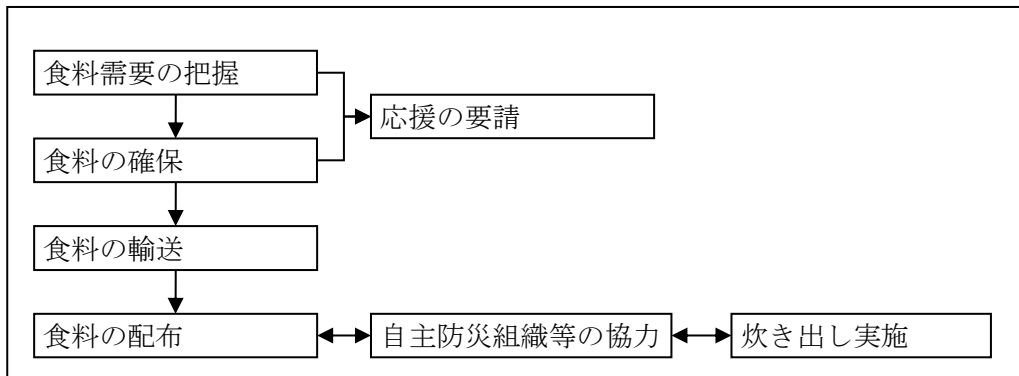 食料需要の把握
応援の要請
食料の確保
食料の輸送
食料の配布
自主防災組織等の協力
炊き出し実施